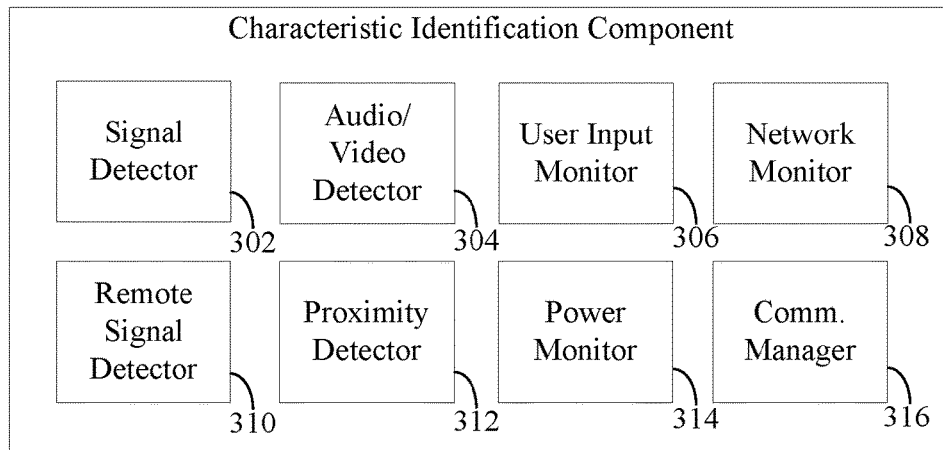 Characteristic Identification Component
Signal
Detector
302
Audio/
Video
Detector
304
User Input
Monitor
306
Network
Monitor
308
Remote
Signal
Detector
310
Proximity
Detector
312
Power
Monitor
314
Comm.
Manager
316